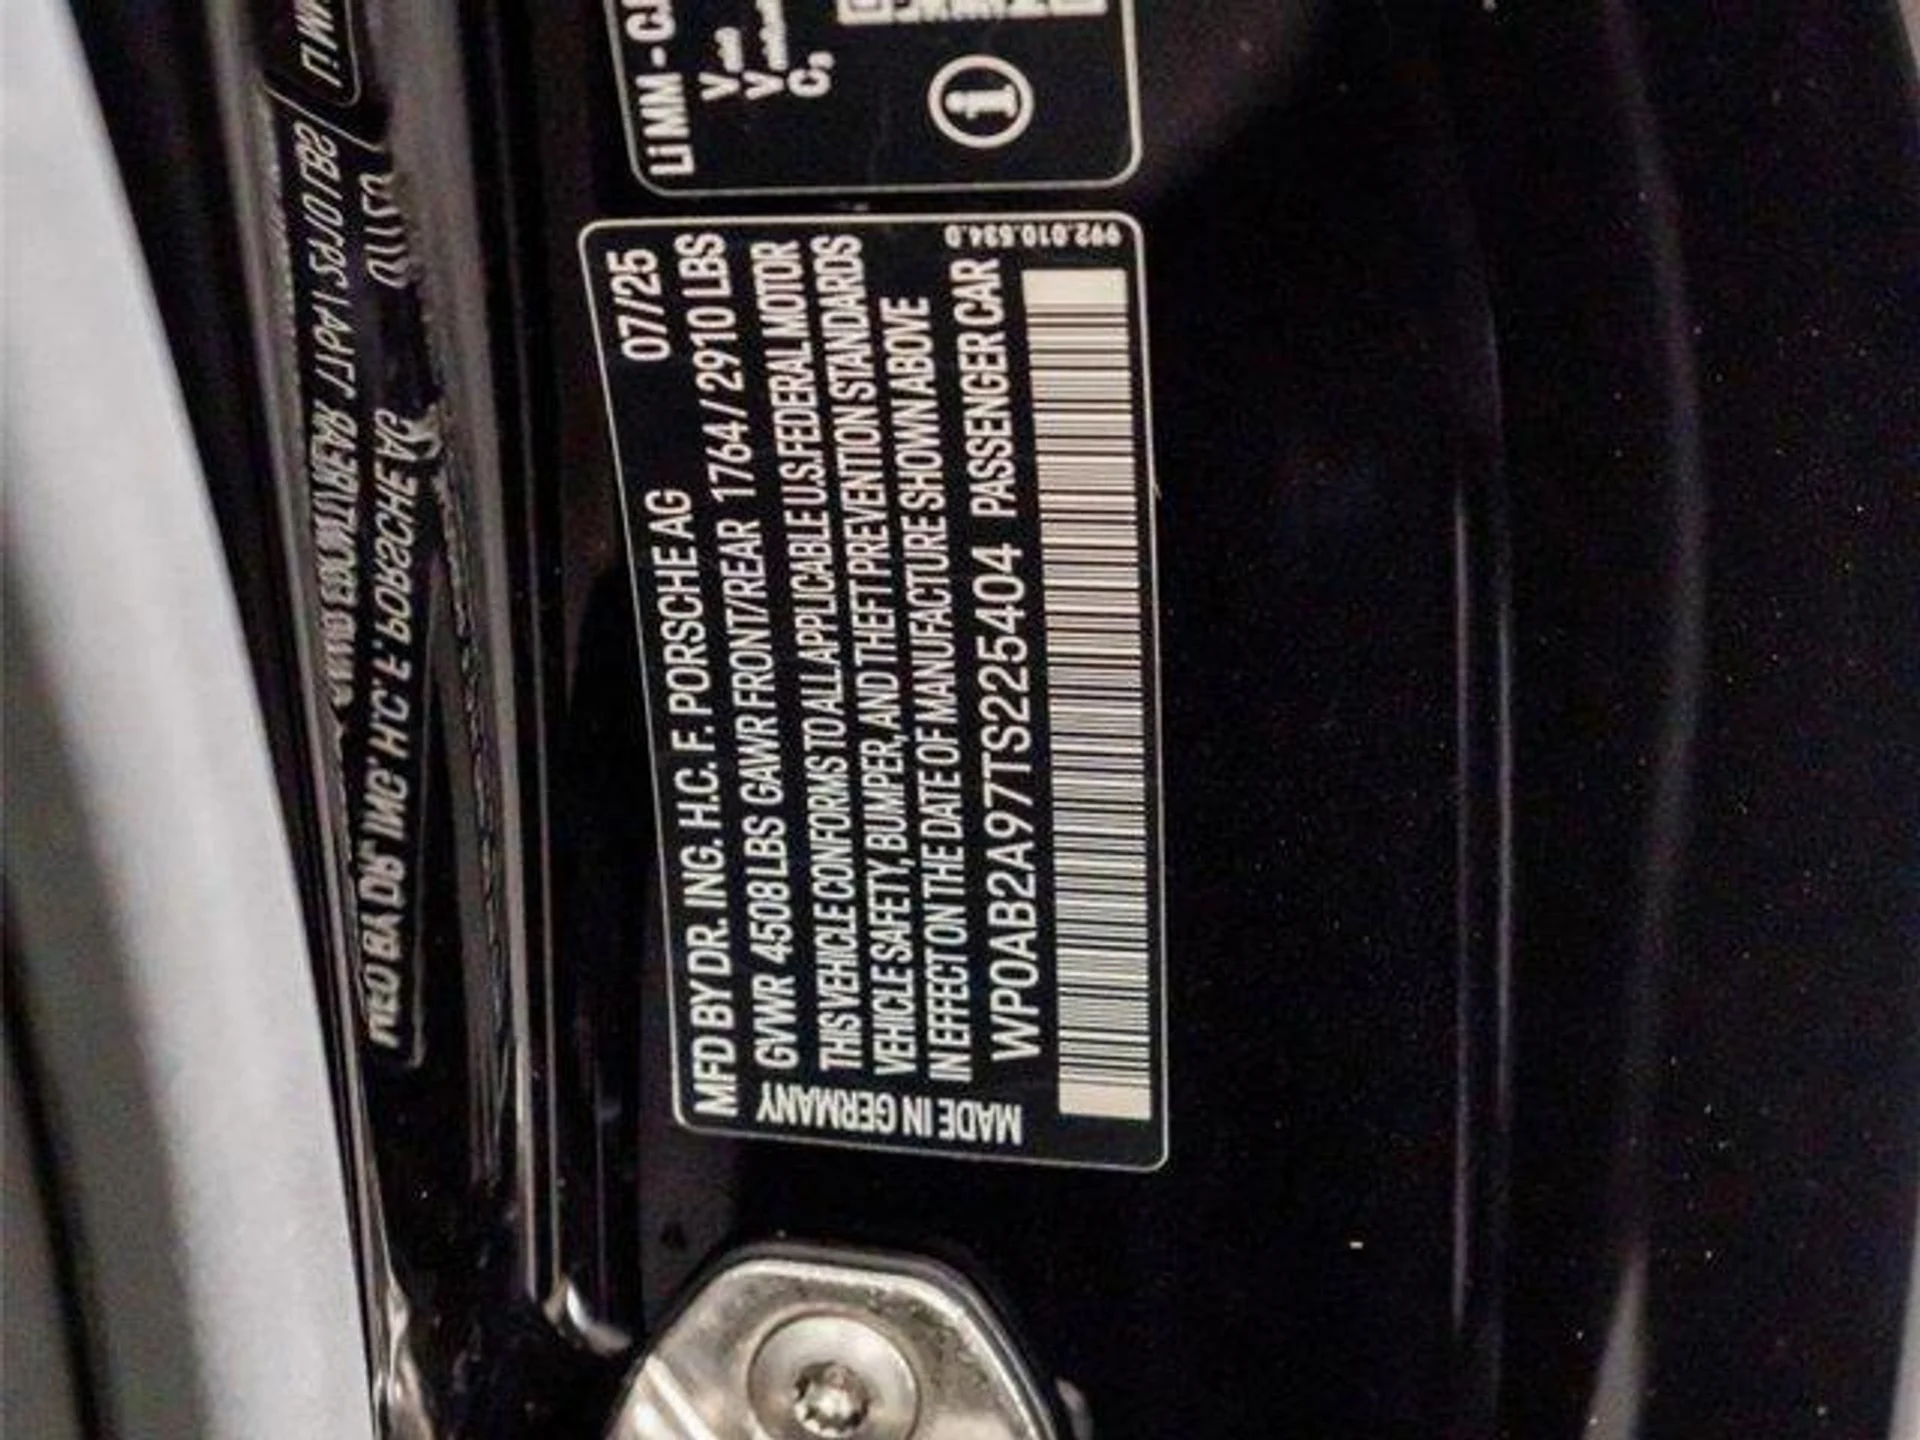 Li MM - C
V
V
C
i
MFD BY DR. ING. H.C. F. PORSCHE AG 07/25
GVWR 4508 LBS GAWR FRONT/REAR 1764 / 2910 LBS
THIS VEHICLE CONFORMS TO ALL APPLICABLE U.S. FEDERAL MOTOR
VEHICLE SAFETY, BUMPER, AND THEFT PREVENTION STANDARDS
IN EFFECT ON THE DATE OF MANUFACTURE SHOWN ABOVE
WP0AB2A97TS225404 PASSENGER CAR
MADE IN GERMANY
992.010.534.D